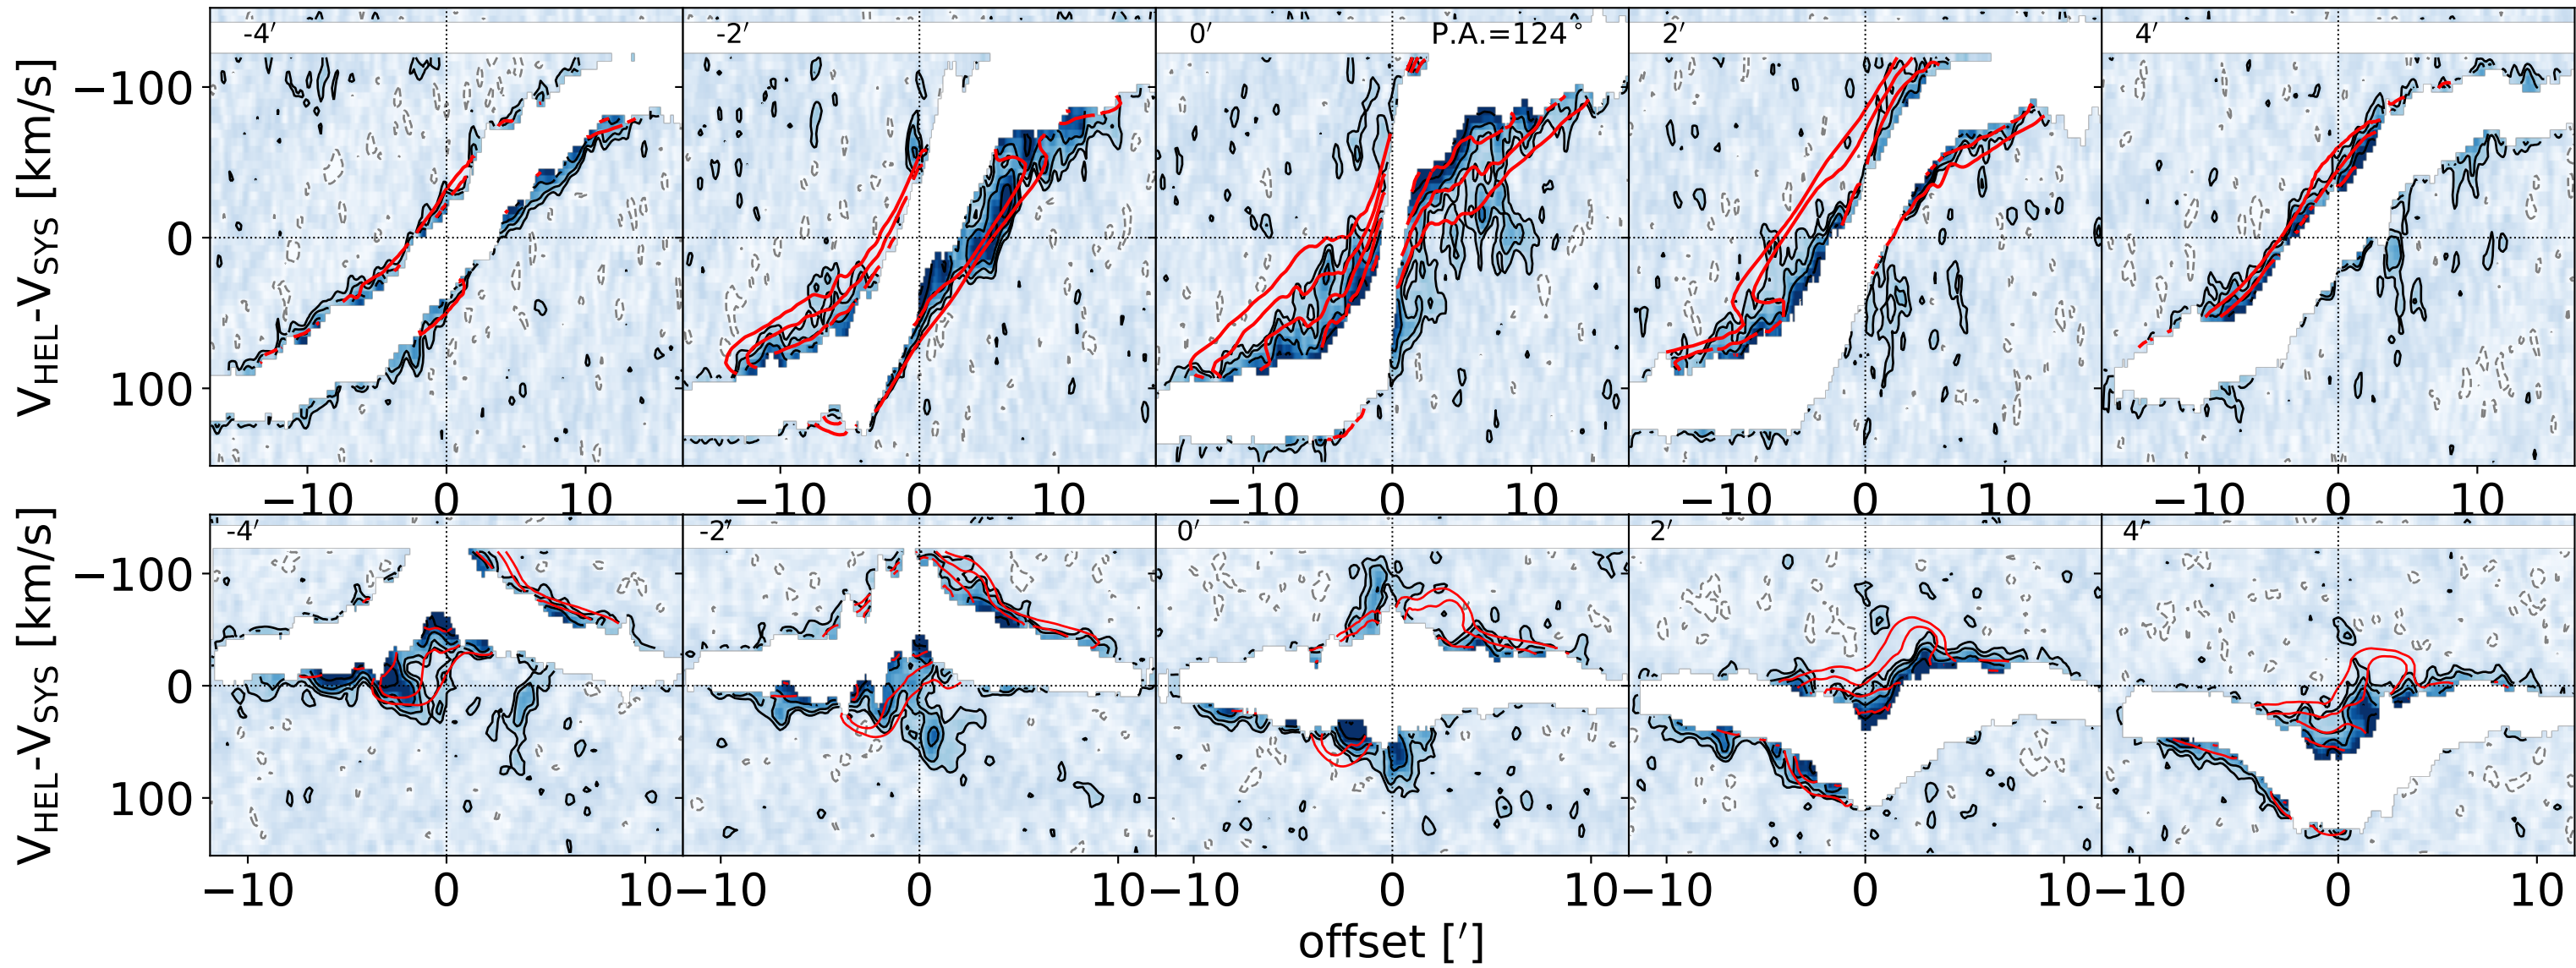 -4′ -2′ 0′ P.A.=124° 2′ 4′
V_HEL-V_SYS [km/s]
−100
0
100
−10 0 10 −10 0 10 −10 0 10 −10 0 10 −10 0 10
-4′ -2′ 0′ 2′ 4′
V_HEL-V_SYS [km/s]
−100
0
100
−10 0 10 −10 0 10 −10 0 10 −10 0 10 −10 0 10
offset [′]